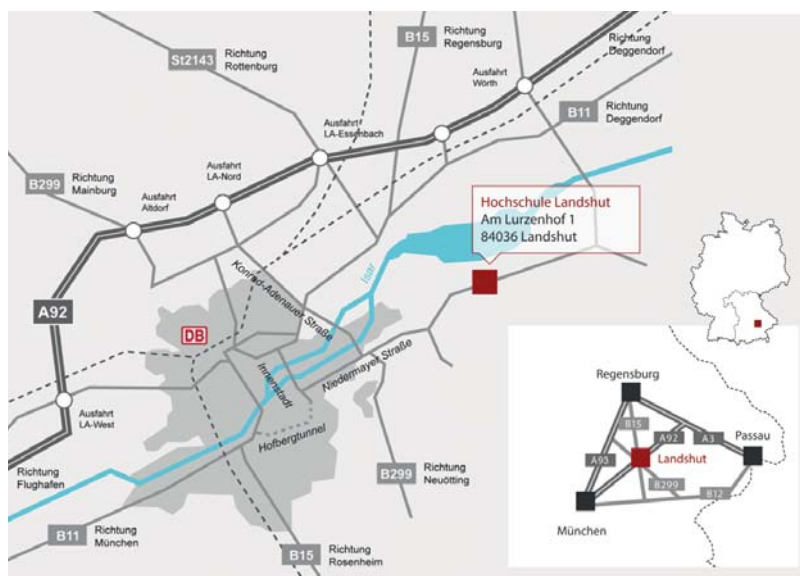 St2143
Richtung
Rottenburg
B15
Richtung
Regensburg
Richtung
Deggendorf
Ausfahrt
Wörth
B11
Richtung
Deggendorf
Ausfahrt
LA-Essenbach
Ausfahrt
LA-Nord
B299
Richtung
Mainburg
Ausfahrt
Altdorf
Hochschule Landshut
Am Lurzenhof 1
84036 Landshut
Isar
Konrad-Adenauer Straße
A92
DB
Niedermayer Straße
Innenstadt
Ausfahrt
LA-West
Hofbergtunnel
Richtung
Flughafen
B299
Richtung
Neuötting
B11
Richtung
München
B15
Richtung
Rosenheim
Regensburg
B15
A92
A3
Passau
A93
Landshut
B299
B12
München